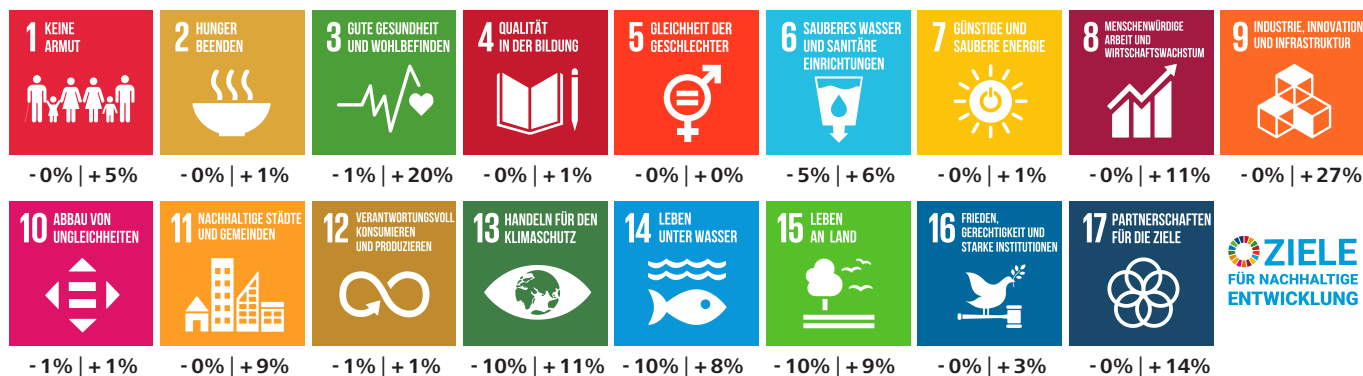 1 KEINE
ARMUT
2 HUNGER
BEENDEN
3 GUTE GESUNDHEIT
UND WOHLBEFINDEN
4 QUALITÄT
IN DER BILDUNG
5 GLEICHHEIT DER
GESCHLECHTER
6 SAUBERES WASSER
UND SANITÄRE
EINRICHTUNGEN
7 GÜNSTIGE UND
SAUBERE ENERGIE
8 MENSCHENWÜRDIGE
ARBEIT UND
WIRTSCHAFTSWACHSTUM
9 INDUSTRIE, INNOVATION
UND INFRASTRUKTUR
-0% | +5%
-0% | +1%
-1% | +20%
-0% | +1%
-0% | +0%
-5% | +6%
-0% | +1%
-0% | +11%
-0% | +27%
10 ABBAU VON
UNGLEICHHEITEN
11 NACHHALTIGE STÄDTE
UND GEMEINDEN
12 VERANTWORTUNGSVOLL
KONSUMIEREN
UND PRODUZIEREN
13 HANDELN FÜR DEN
KLIMASCHUTZ
14 LEBEN
UNTER WASSER
15 LEBEN
AN LAND
16 FRIEDEN,
GERECHTIGKEIT UND
STARKE INSTITUTIONEN
17 PARTNERSCHAFTEN
FÜR DIE ZIELE
ZIELE
FÜR NACHHALTIGE
ENTWICKLUNG
-1% | +1%
-0% | +9%
-1% | +1%
-10% | +11%
-10% | +8%
-10% | +9%
-0% | +3%
-0% | +14%